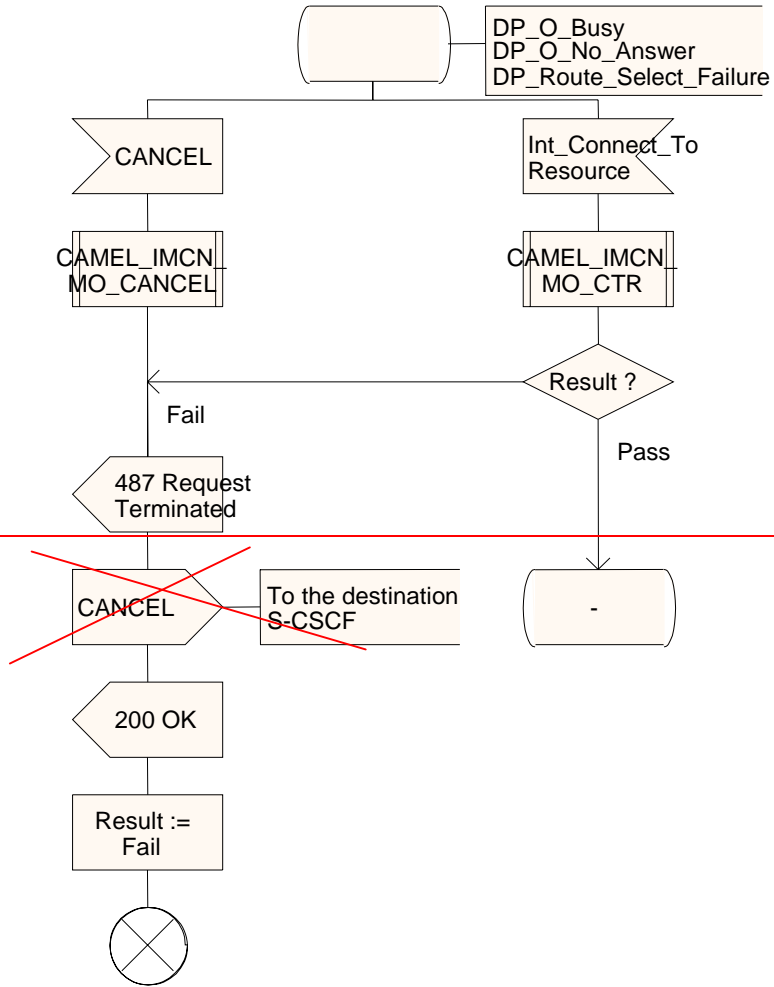 DP_O_Busy
DP_O_No_Answer
DP_Route_Select_Failure
CANCEL
Int_Connect_To
Resource
CAMEL_IMCN_
MO_CANCEL
CAMEL_IMCN_
MO_CTR
Result ?
Fail
Pass
487 Request
Terminated
CANCEL
To the destination
S-CSCF
-
200 OK
Result :=
Fail